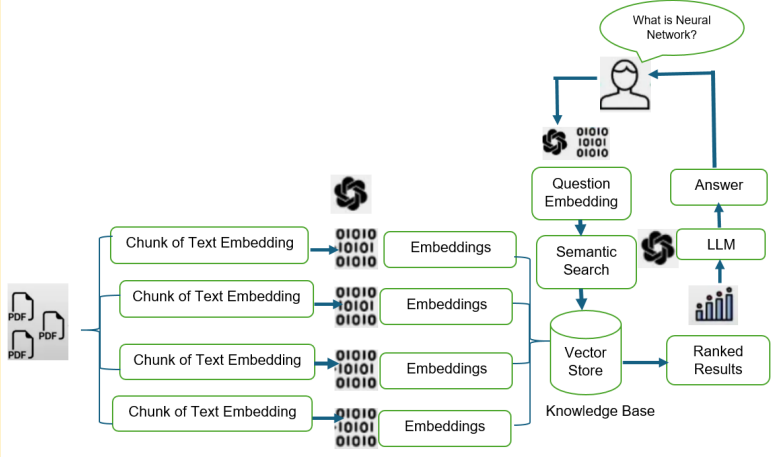 What is Neural
Network?
01010
10101
01010
Question
Embedding
Answer
Chunk of Text Embedding
01010
10101
01010
Embeddings
Semantic
Search
LLM
PDF
PDF
PDF
Chunk of Text Embedding
01010
10101
01010
Embeddings
Chunk of Text Embedding
01010
10101
01010
Embeddings
Vector
Store
Ranked
Results
Chunk of Text Embedding
01010
10101
01010
Embeddings
Knowledge Base